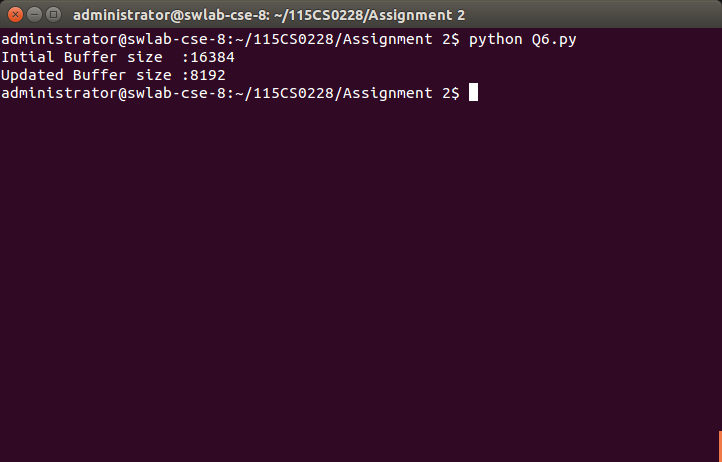 administrator@swlab-cse-8: ~/115CS0228/Assignment 2
administrator@swlab-cse-8:~/115CS0228/Assignment 2$ python Q6.py
Intial Buffer size  :16384
Updated Buffer size :8192
administrator@swlab-cse-8:~/115CS0228/Assignment 2$